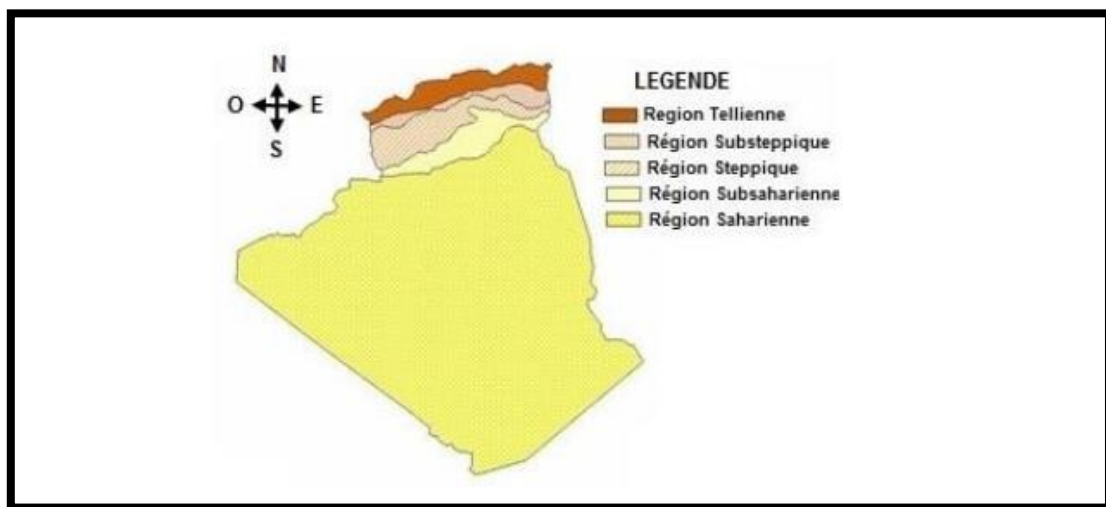 N
O E
S
LEGENDE
Region Tellienne
Région Substeppique
Région Steppique
Région Subsaharienne
Région Saharienne